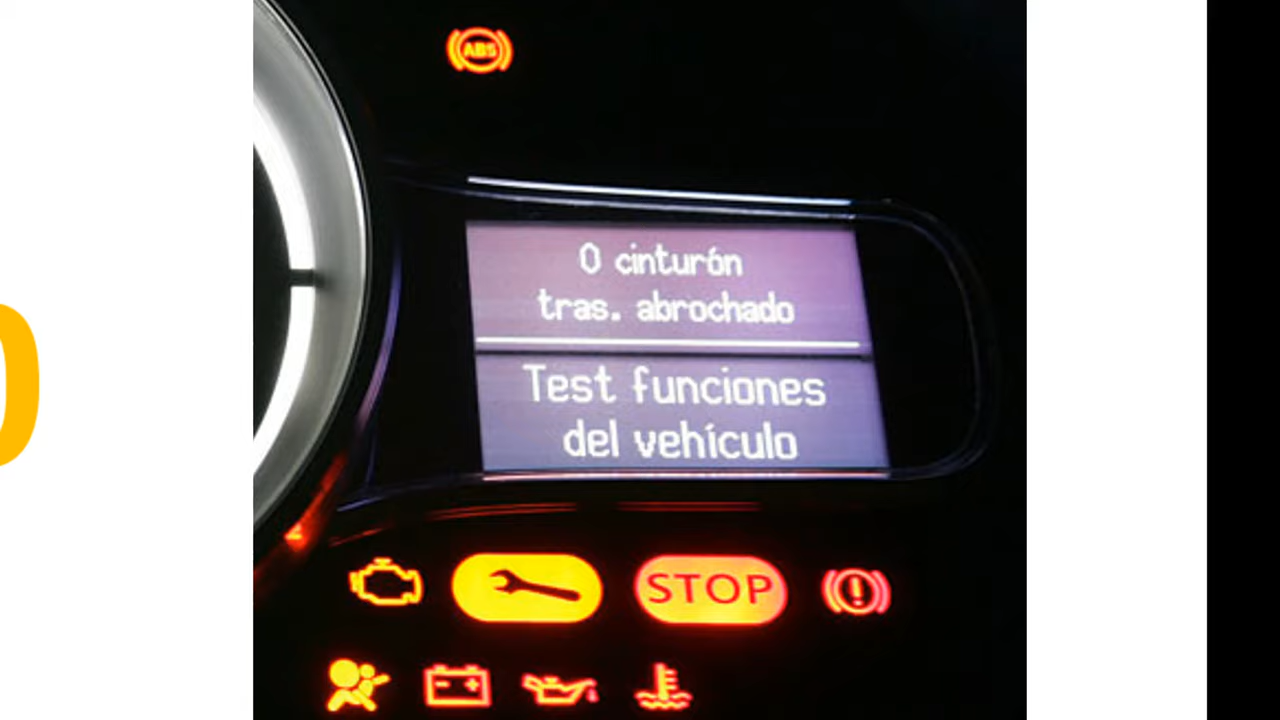 ABS
0 cinturón
tras. abrochado
Test funciones
del vehículo
STOP